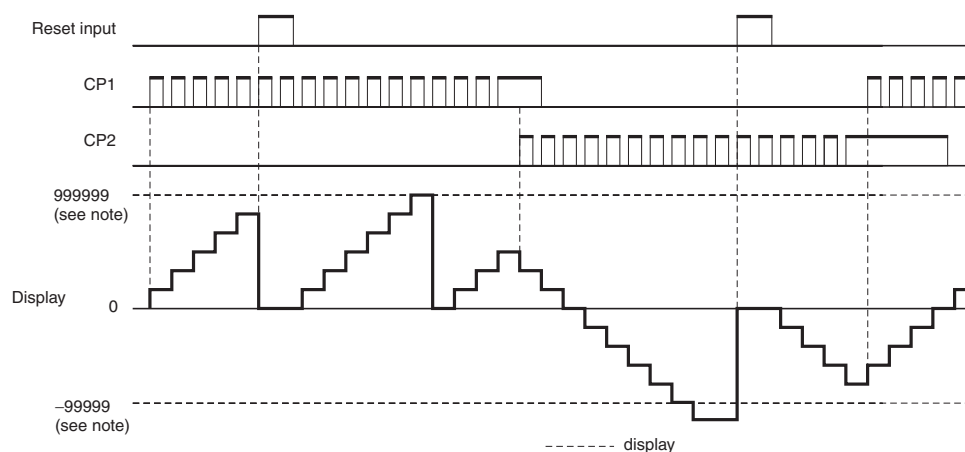 Reset input
CP1
CP2
999999
(see note)
Display 0
–99999
(see note)
display